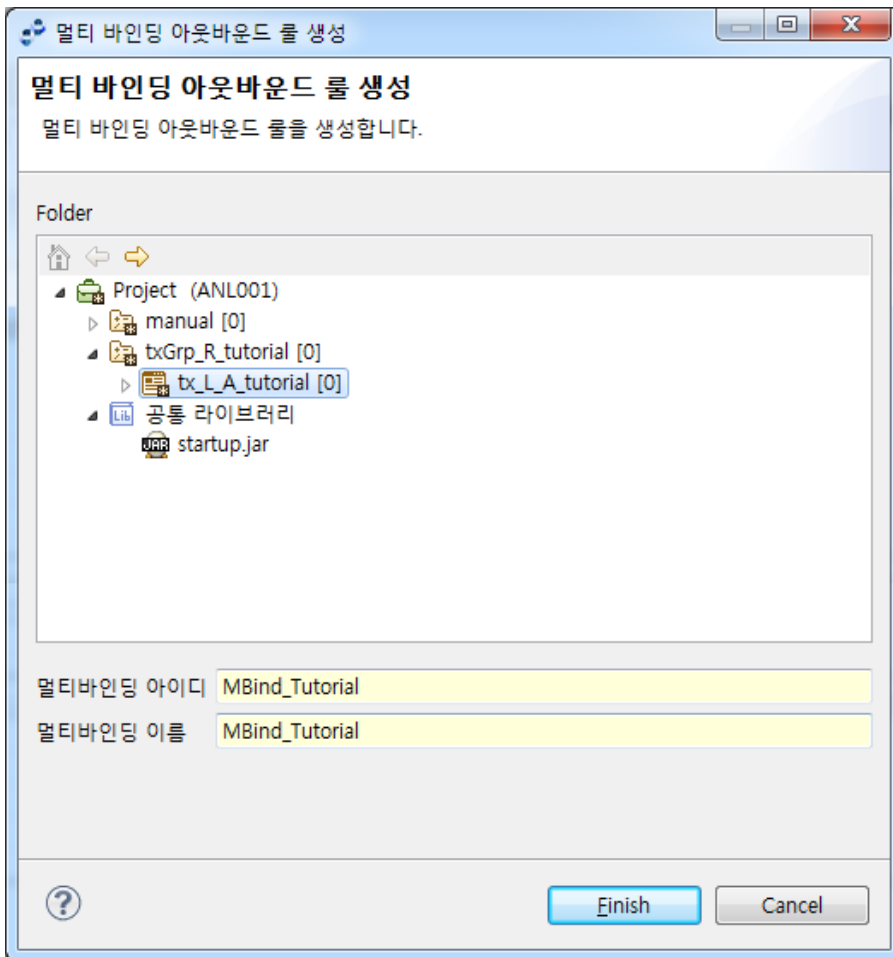 멀티 바인딩 아웃바운드 룰 생성
멀티 바인딩 아웃바운드 룰 생성
멀티 바인딩 아웃바운드 룰을 생성합니다.
Folder
Project (ANL001)
manual [0]
txGrp_R_tutorial [0]
tx_L_A_tutorial [0]
Lib 공통 라이브러리
JAR startup.jar
멀티바인딩 아이디 MBind_Tutorial
멀티바인딩 이름 MBind_Tutorial
? Finish Cancel